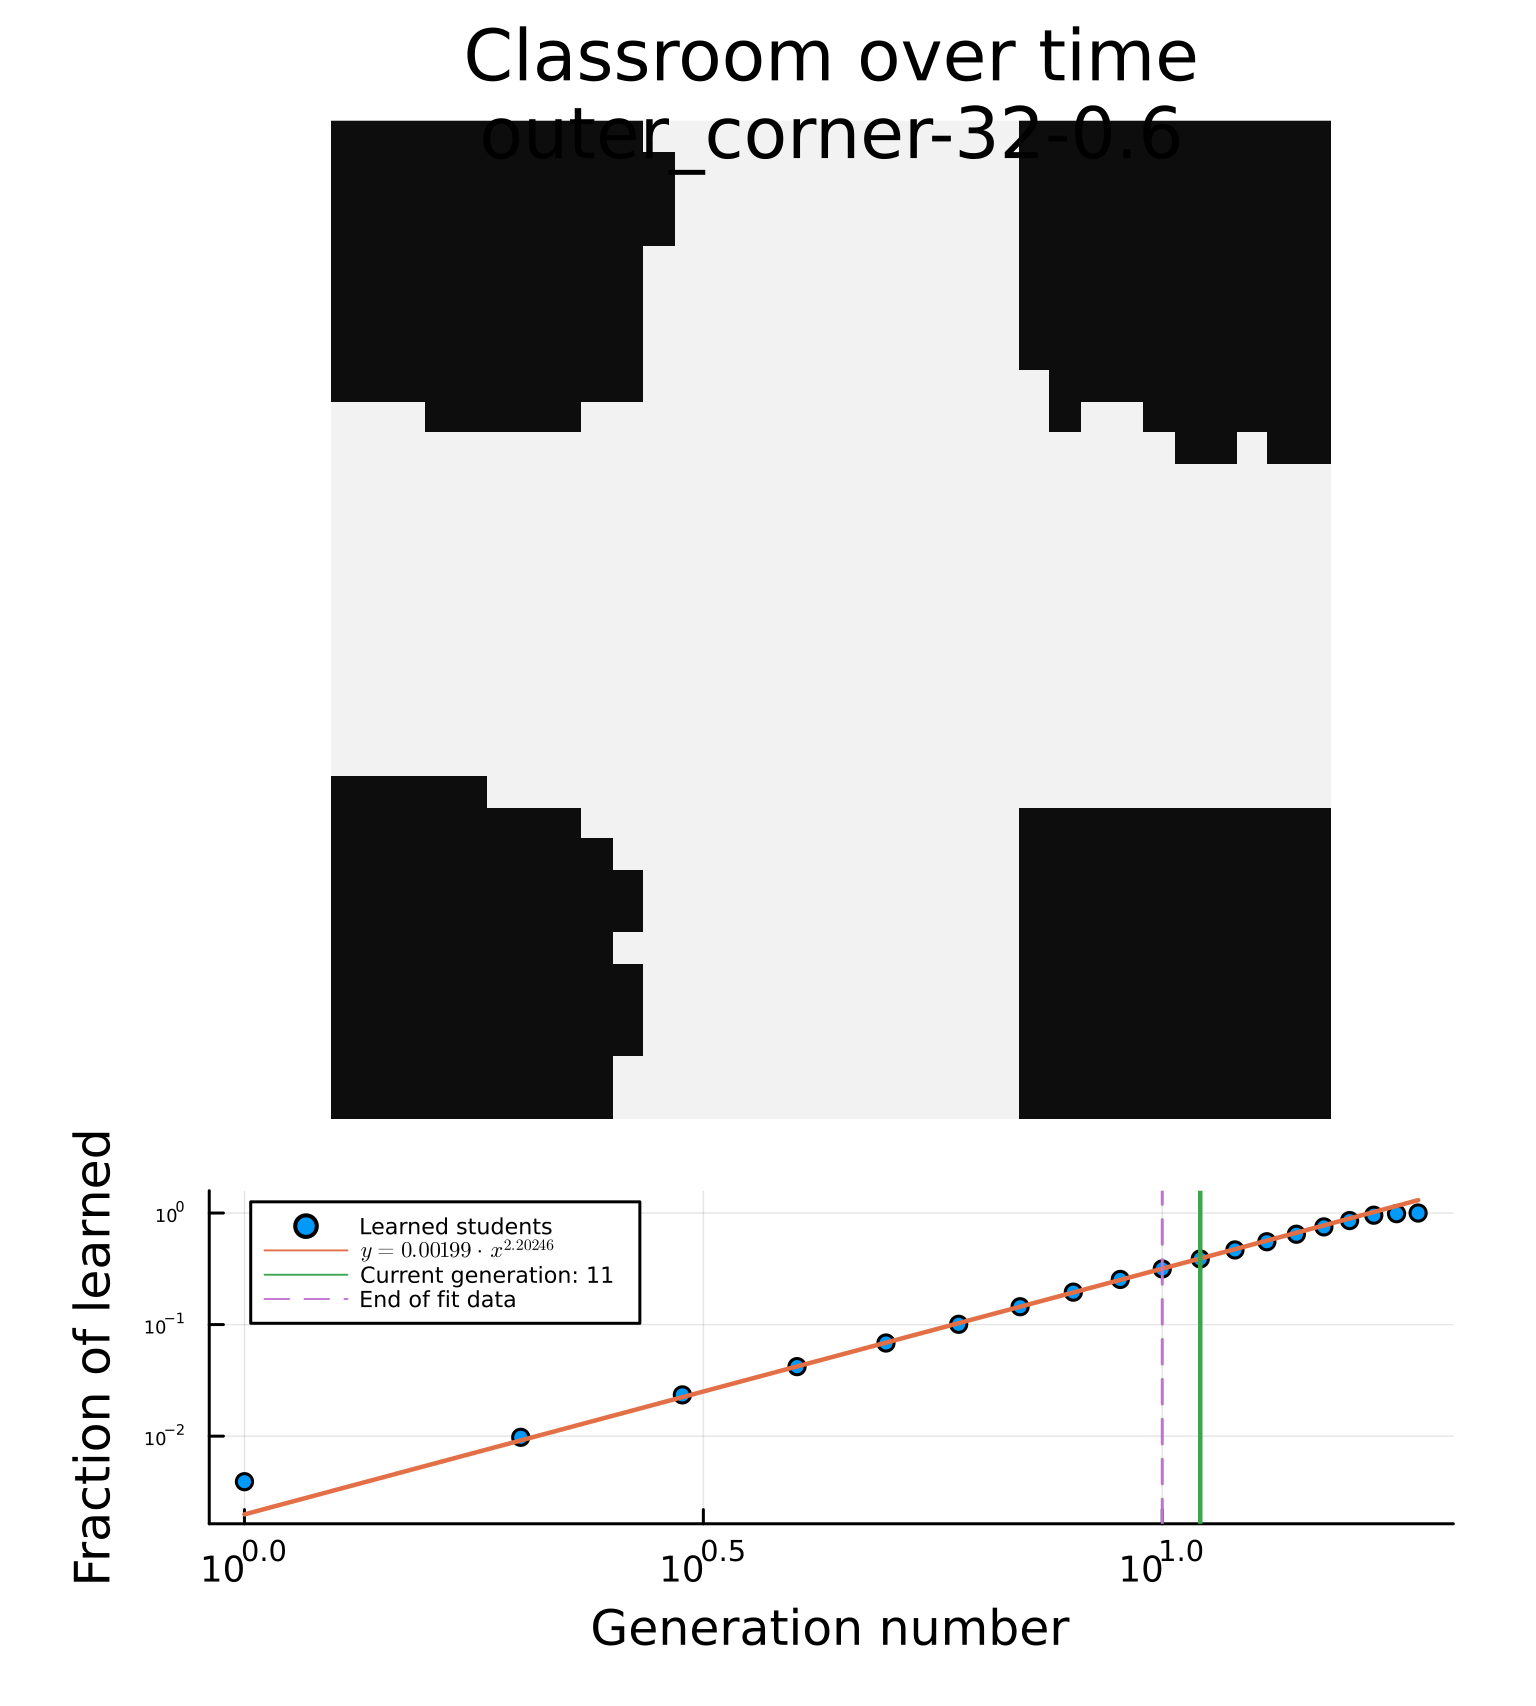 Classroom over time
outer_corner-32-0.6
Fraction of learned
10⁰
10⁻¹
10⁻²
Learned students
y = 0.00199 · x^2.20246
Current generation: 11
End of fit data
10^0.0
10^0.5
10^1.0
Generation number